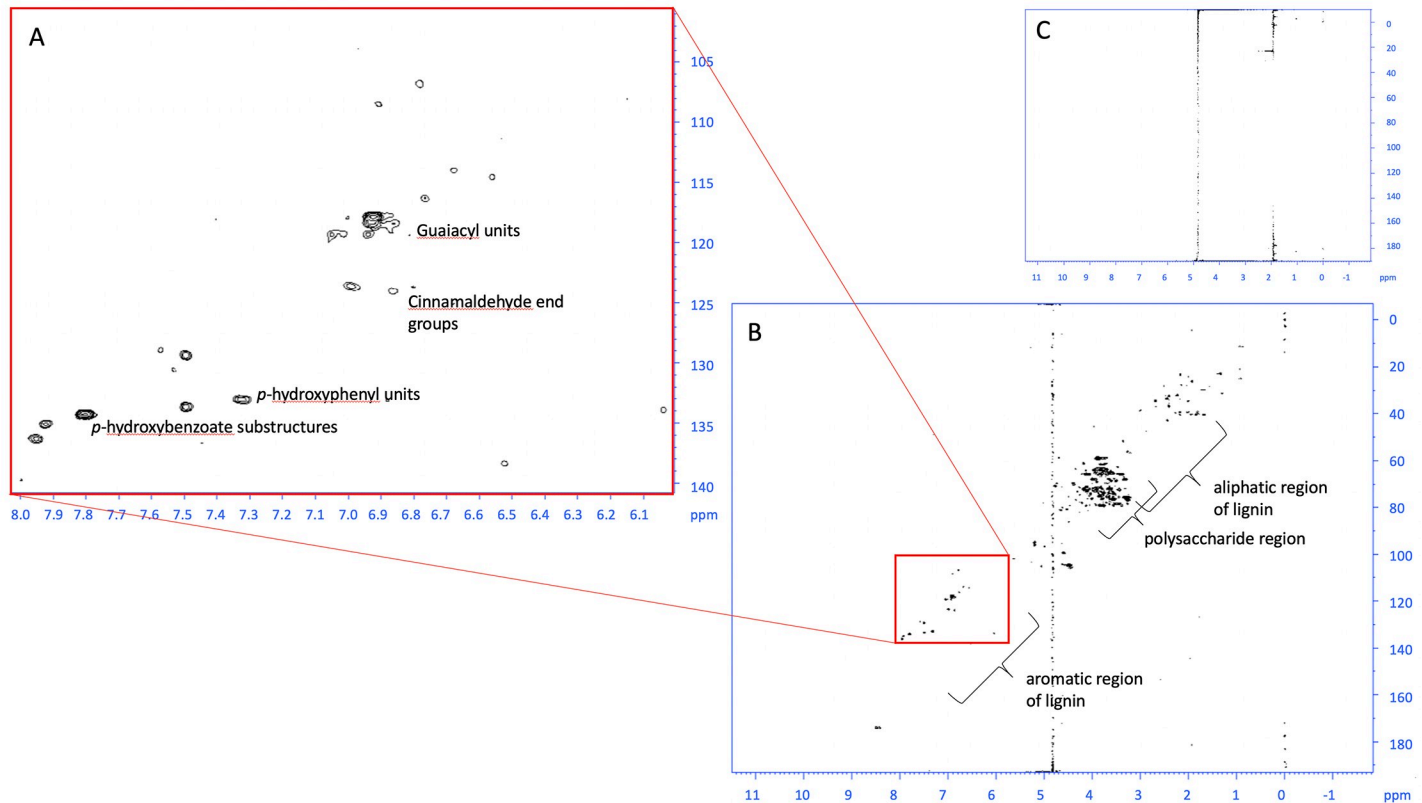 A
105
110
115
120
125
130
135
140
Guaiacyl units
Cinnamaldehyde end
groups
p-hydroxyphenyl units
p-hydroxybenzoate substructures
8.0 7.9 7.8 7.7 7.6 7.5 7.4 7.3 7.2 7.1 7.0 6.9 6.8 6.7 6.6 6.5 6.4 6.3 6.2 6.1 ppm
C
0
20
40
60
80
100
120
140
160
180
11 10 9 8 7 6 5 4 3 2 1 0 -1 ppm
B
0
20
40
60
80
100
120
140
160
180
aliphatic region
of lignin
polysaccharide region
aromatic region
of lignin
11 10 9 8 7 6 5 4 3 2 1 0 -1 ppm